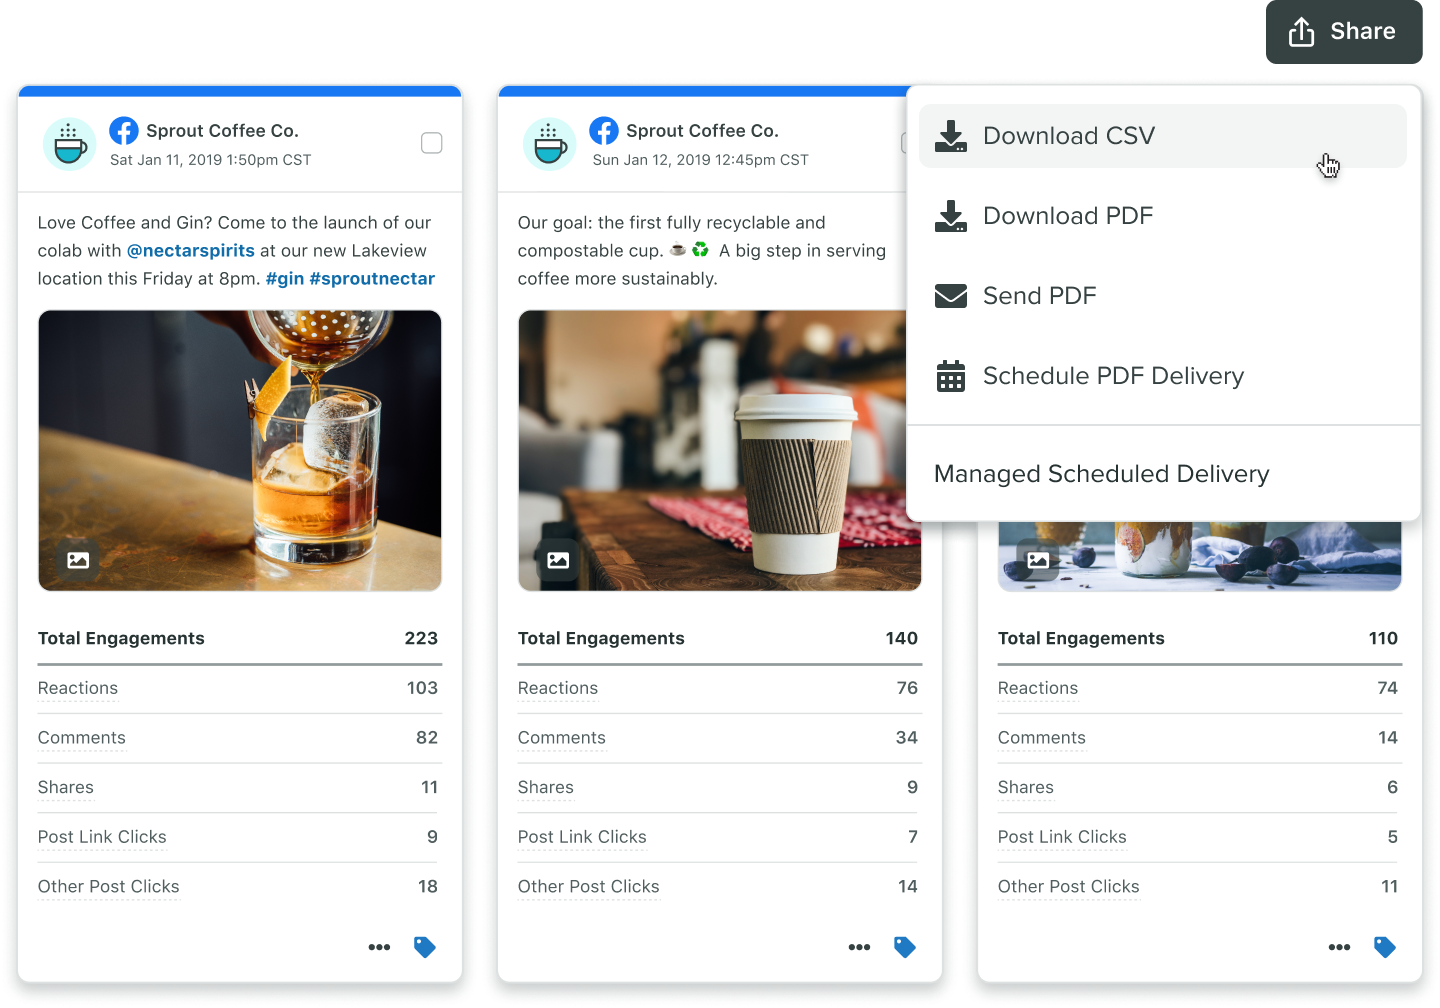 Share
Sprout Coffee Co.
Sat Jan 11, 2019 1:50pm CST
Love Coffee and Gin? Come to the launch of our
colab with @nectarspirits at our new Lakeview
location this Friday at 8pm. #gin #sproutnectar
Total Engagements 223
Reactions 103
Comments 82
Shares 11
Post Link Clicks 9
Other Post Clicks 18
Sprout Coffee Co.
Sun Jan 12, 2019 12:45pm CST
Our goal: the first fully recyclable and
compostable cup. ☕ ♻ A big step in serving
coffee more sustainably.
Total Engagements 140
Reactions 76
Comments 34
Shares 9
Post Link Clicks 7
Other Post Clicks 14
Download CSV
Download PDF
Send PDF
Schedule PDF Delivery
Managed Scheduled Delivery
Total Engagements 110
Reactions 74
Comments 14
Shares 6
Post Link Clicks 5
Other Post Clicks 11